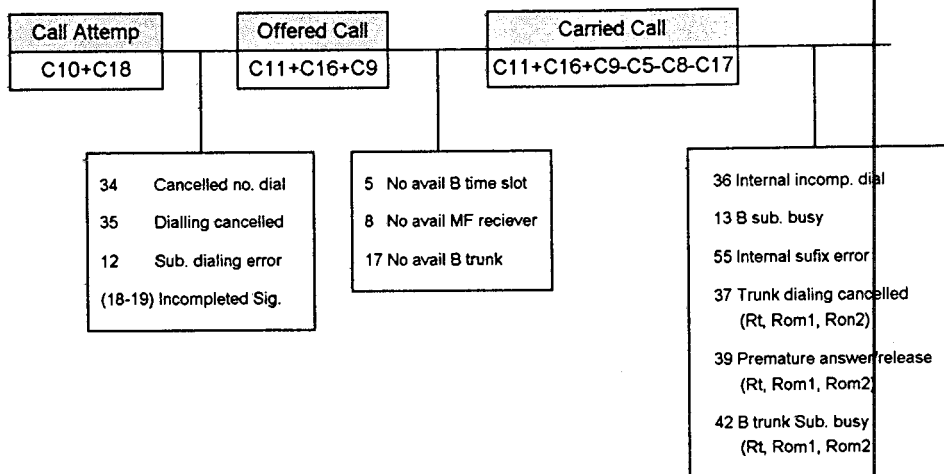 Call Attemp
C10+C18
Offered Call
C11+C16+C9
Carried Call
C11+C16+C9-C5-C8-C17
34 Cancelled no. dial
35 Dialling cancelled
12 Sub. dialing error
(18-19) Incompleted Sig.
5 No avail B time slot
8 No avail MF reciever
17 No avail B trunk
36 Internal incomp. dial
13 B sub. busy
55 Internal sufix error
37 Trunk dialing cancelled
(Rt, Rom1, Ron2)
39 Premature answer/release
(Rt, Rom1, Rom2)
42 B trunk Sub. busy
(Rt, Rom1, Rom2